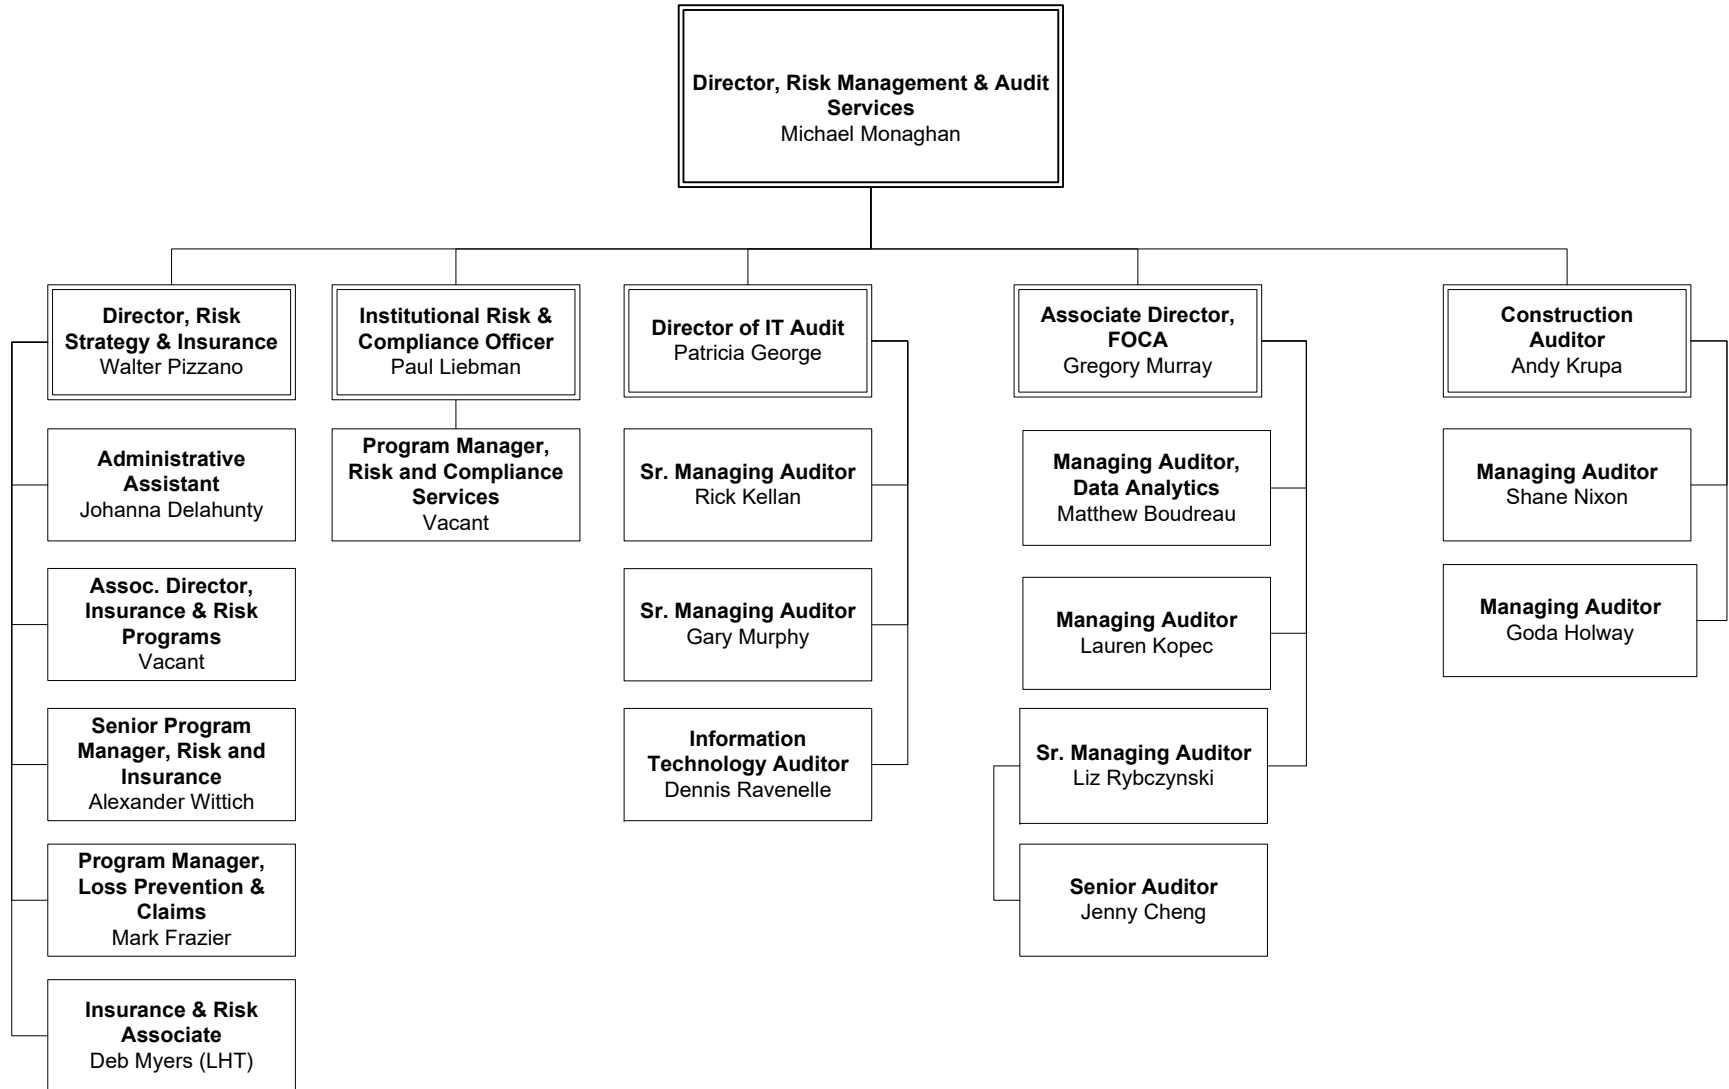 Director, Risk Management & Audit
Services
Michael Monaghan
Director, Risk
Strategy & Insurance
Walter Pizzano
Institutional Risk &
Compliance Officer
Paul Liebman
Director of IT Audit
Patricia George
Associate Director,
FOCA
Gregory Murray
Construction
Auditor
Andy Krupa
Administrative
Assistant
Johanna Delahunty
Program Manager,
Risk and Compliance
Services
Vacant
Sr. Managing Auditor
Rick Kellan
Managing Auditor,
Data Analytics
Matthew Boudreau
Managing Auditor
Shane Nixon
Assoc. Director,
Insurance & Risk
Programs
Vacant
Sr. Managing Auditor
Gary Murphy
Managing Auditor
Lauren Kopec
Managing Auditor
Goda Holway
Senior Program
Manager, Risk and
Insurance
Alexander Wittich
Information
Technology Auditor
Dennis Ravenelle
Sr. Managing Auditor
Liz Rybczynski
Program Manager,
Loss Prevention &
Claims
Mark Frazier
Senior Auditor
Jenny Cheng
Insurance & Risk
Associate
Deb Myers (LHT)